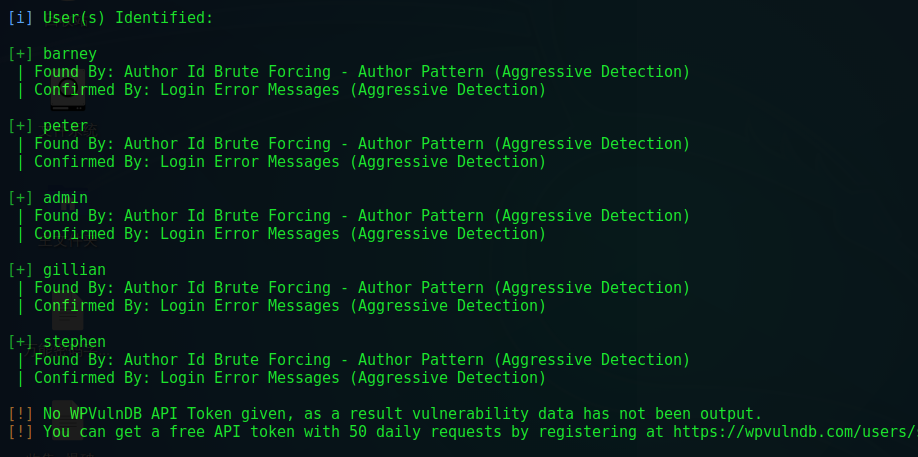 [i] User(s) Identified:
[+] barney
| Found By: Author Id Brute Forcing - Author Pattern (Aggressive Detection)
| Confirmed By: Login Error Messages (Aggressive Detection)
[+] peter
| Found By: Author Id Brute Forcing - Author Pattern (Aggressive Detection)
| Confirmed By: Login Error Messages (Aggressive Detection)
[+] admin
| Found By: Author Id Brute Forcing - Author Pattern (Aggressive Detection)
| Confirmed By: Login Error Messages (Aggressive Detection)
[+] gillian
| Found By: Author Id Brute Forcing - Author Pattern (Aggressive Detection)
| Confirmed By: Login Error Messages (Aggressive Detection)
[+] stephen
| Found By: Author Id Brute Forcing - Author Pattern (Aggressive Detection)
| Confirmed By: Login Error Messages (Aggressive Detection)
[!] No WPVulnDB API Token given, as a result vulnerability data has not been output.
[!] You can get a free API token with 50 daily requests by registering at https://wpvulndb.com/users/